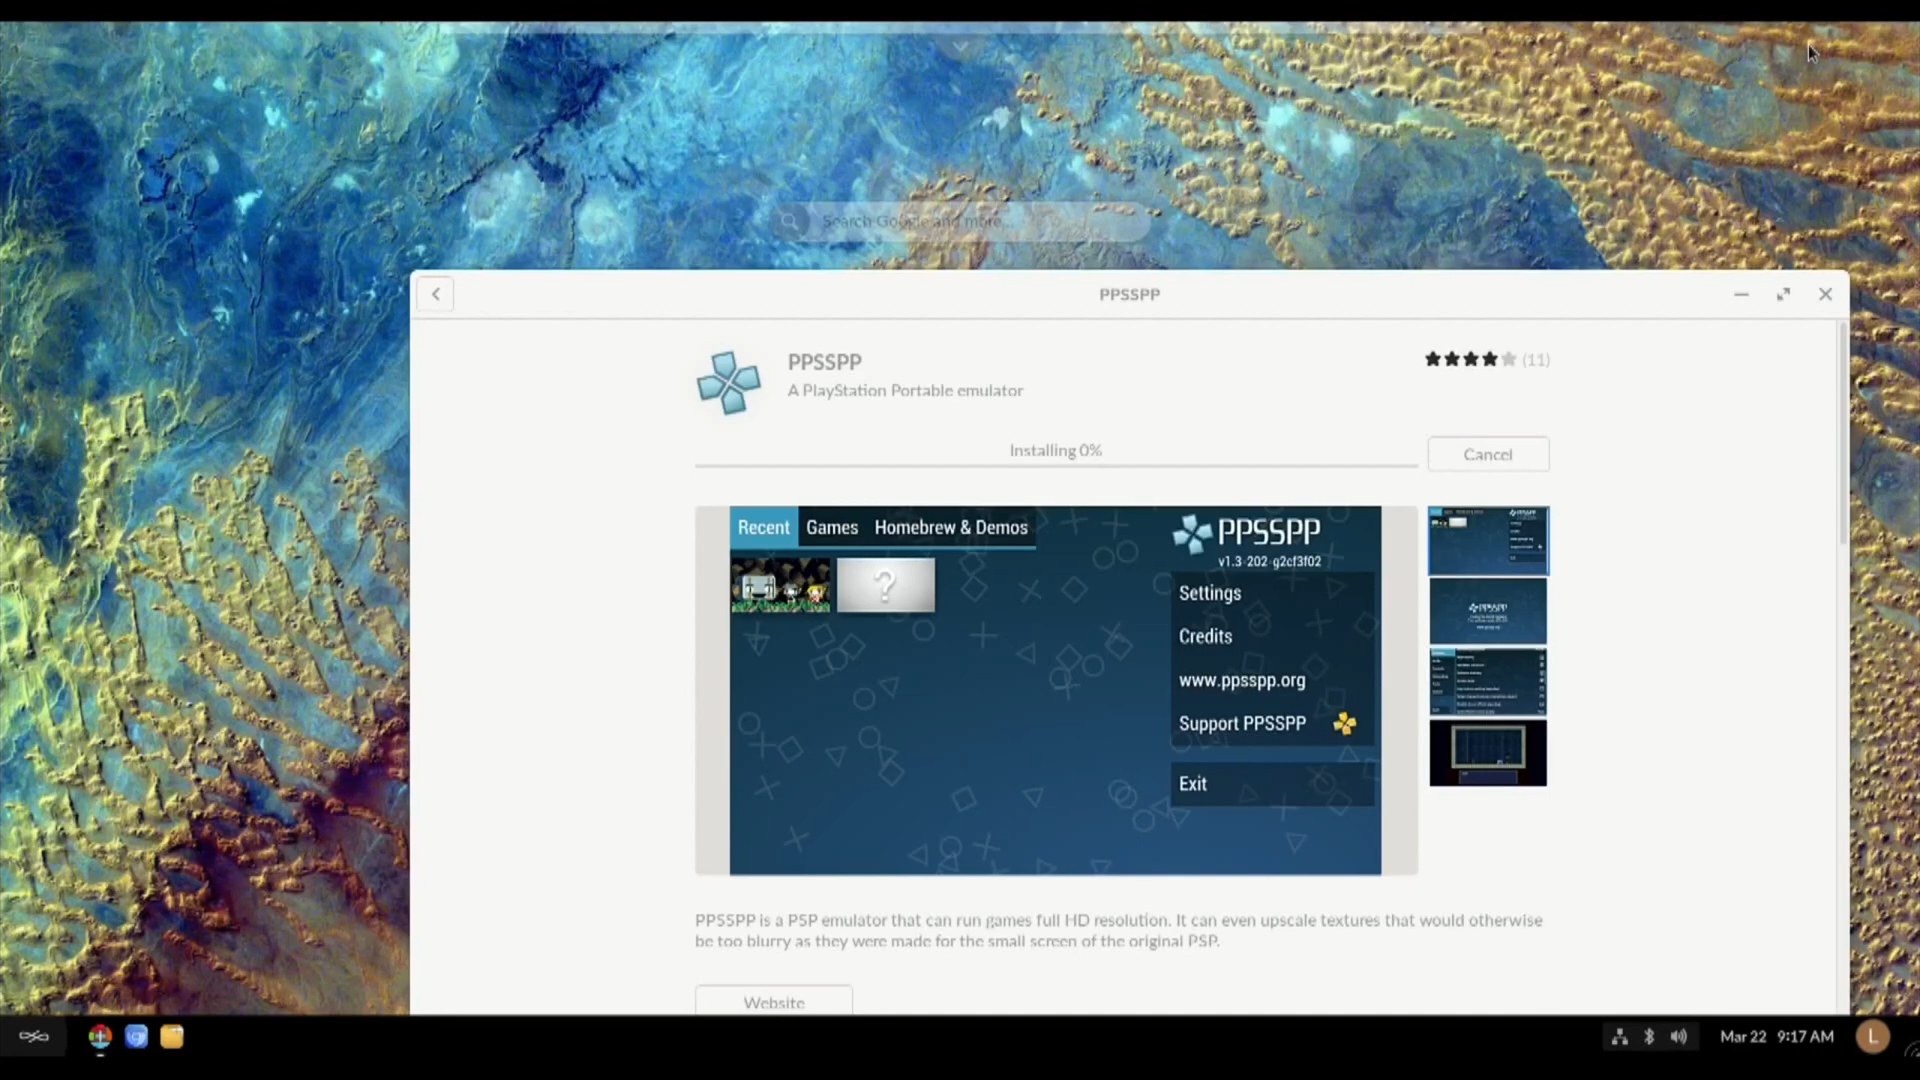 Search Google and more...
PPSSPP
PPSSPP
(11)
A PlayStation Portable emulator
Installing 0%
Cancel
Recent Games Homebrew & Demos
PPSSPP
v1.3-202-g2cf3f02
Settings
Credits
www.ppsspp.org
Support PPSSPP
Exit
PPSSPP is a PSP emulator that can run games full HD resolution. It can even upscale textures that would otherwise
be too blurry as they were made for the small screen of the original PSP.
Website
Mar 22 9:17 AM
L